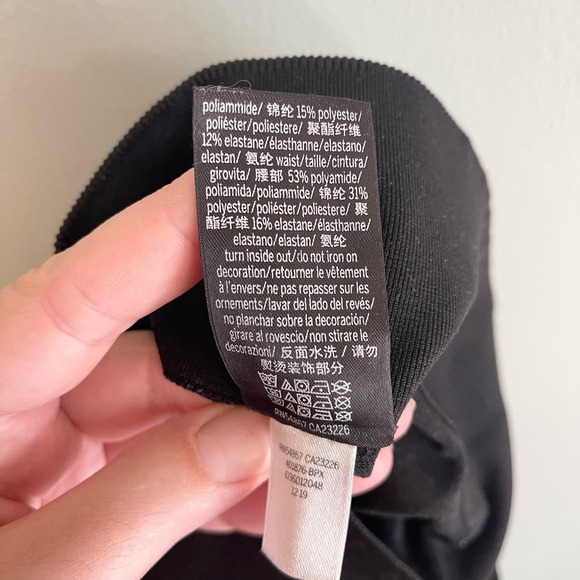 poliammide/ 锦纶 15% polyester/
poliéster/poliestere/ 聚酯纤维
12% elastane/élasthanne/elastano/
elastan/ 氨纶 waist/taille/cintura/
girovita/ 腰部 53% polyamide/
poliamida/poliammide/ 锦纶 31%
polyester/poliéster/poliestere/ 聚
酯纤维 16% elastane/élasthanne/
elastano/elastan/ 氨纶
turn inside out/ do not iron on
decoration/retourner le vêtement
à l'envers/ne pas repasser sur les
ornements/lavar del lado del revés/
no planchar sobre la decoración/
girare al rovescio/non stirare le
decorazioni/ 反面水洗 / 请勿
熨烫装饰部分
RN54867 CA23226
RN54867 CA23226
401876-BPX
D36012048
1219